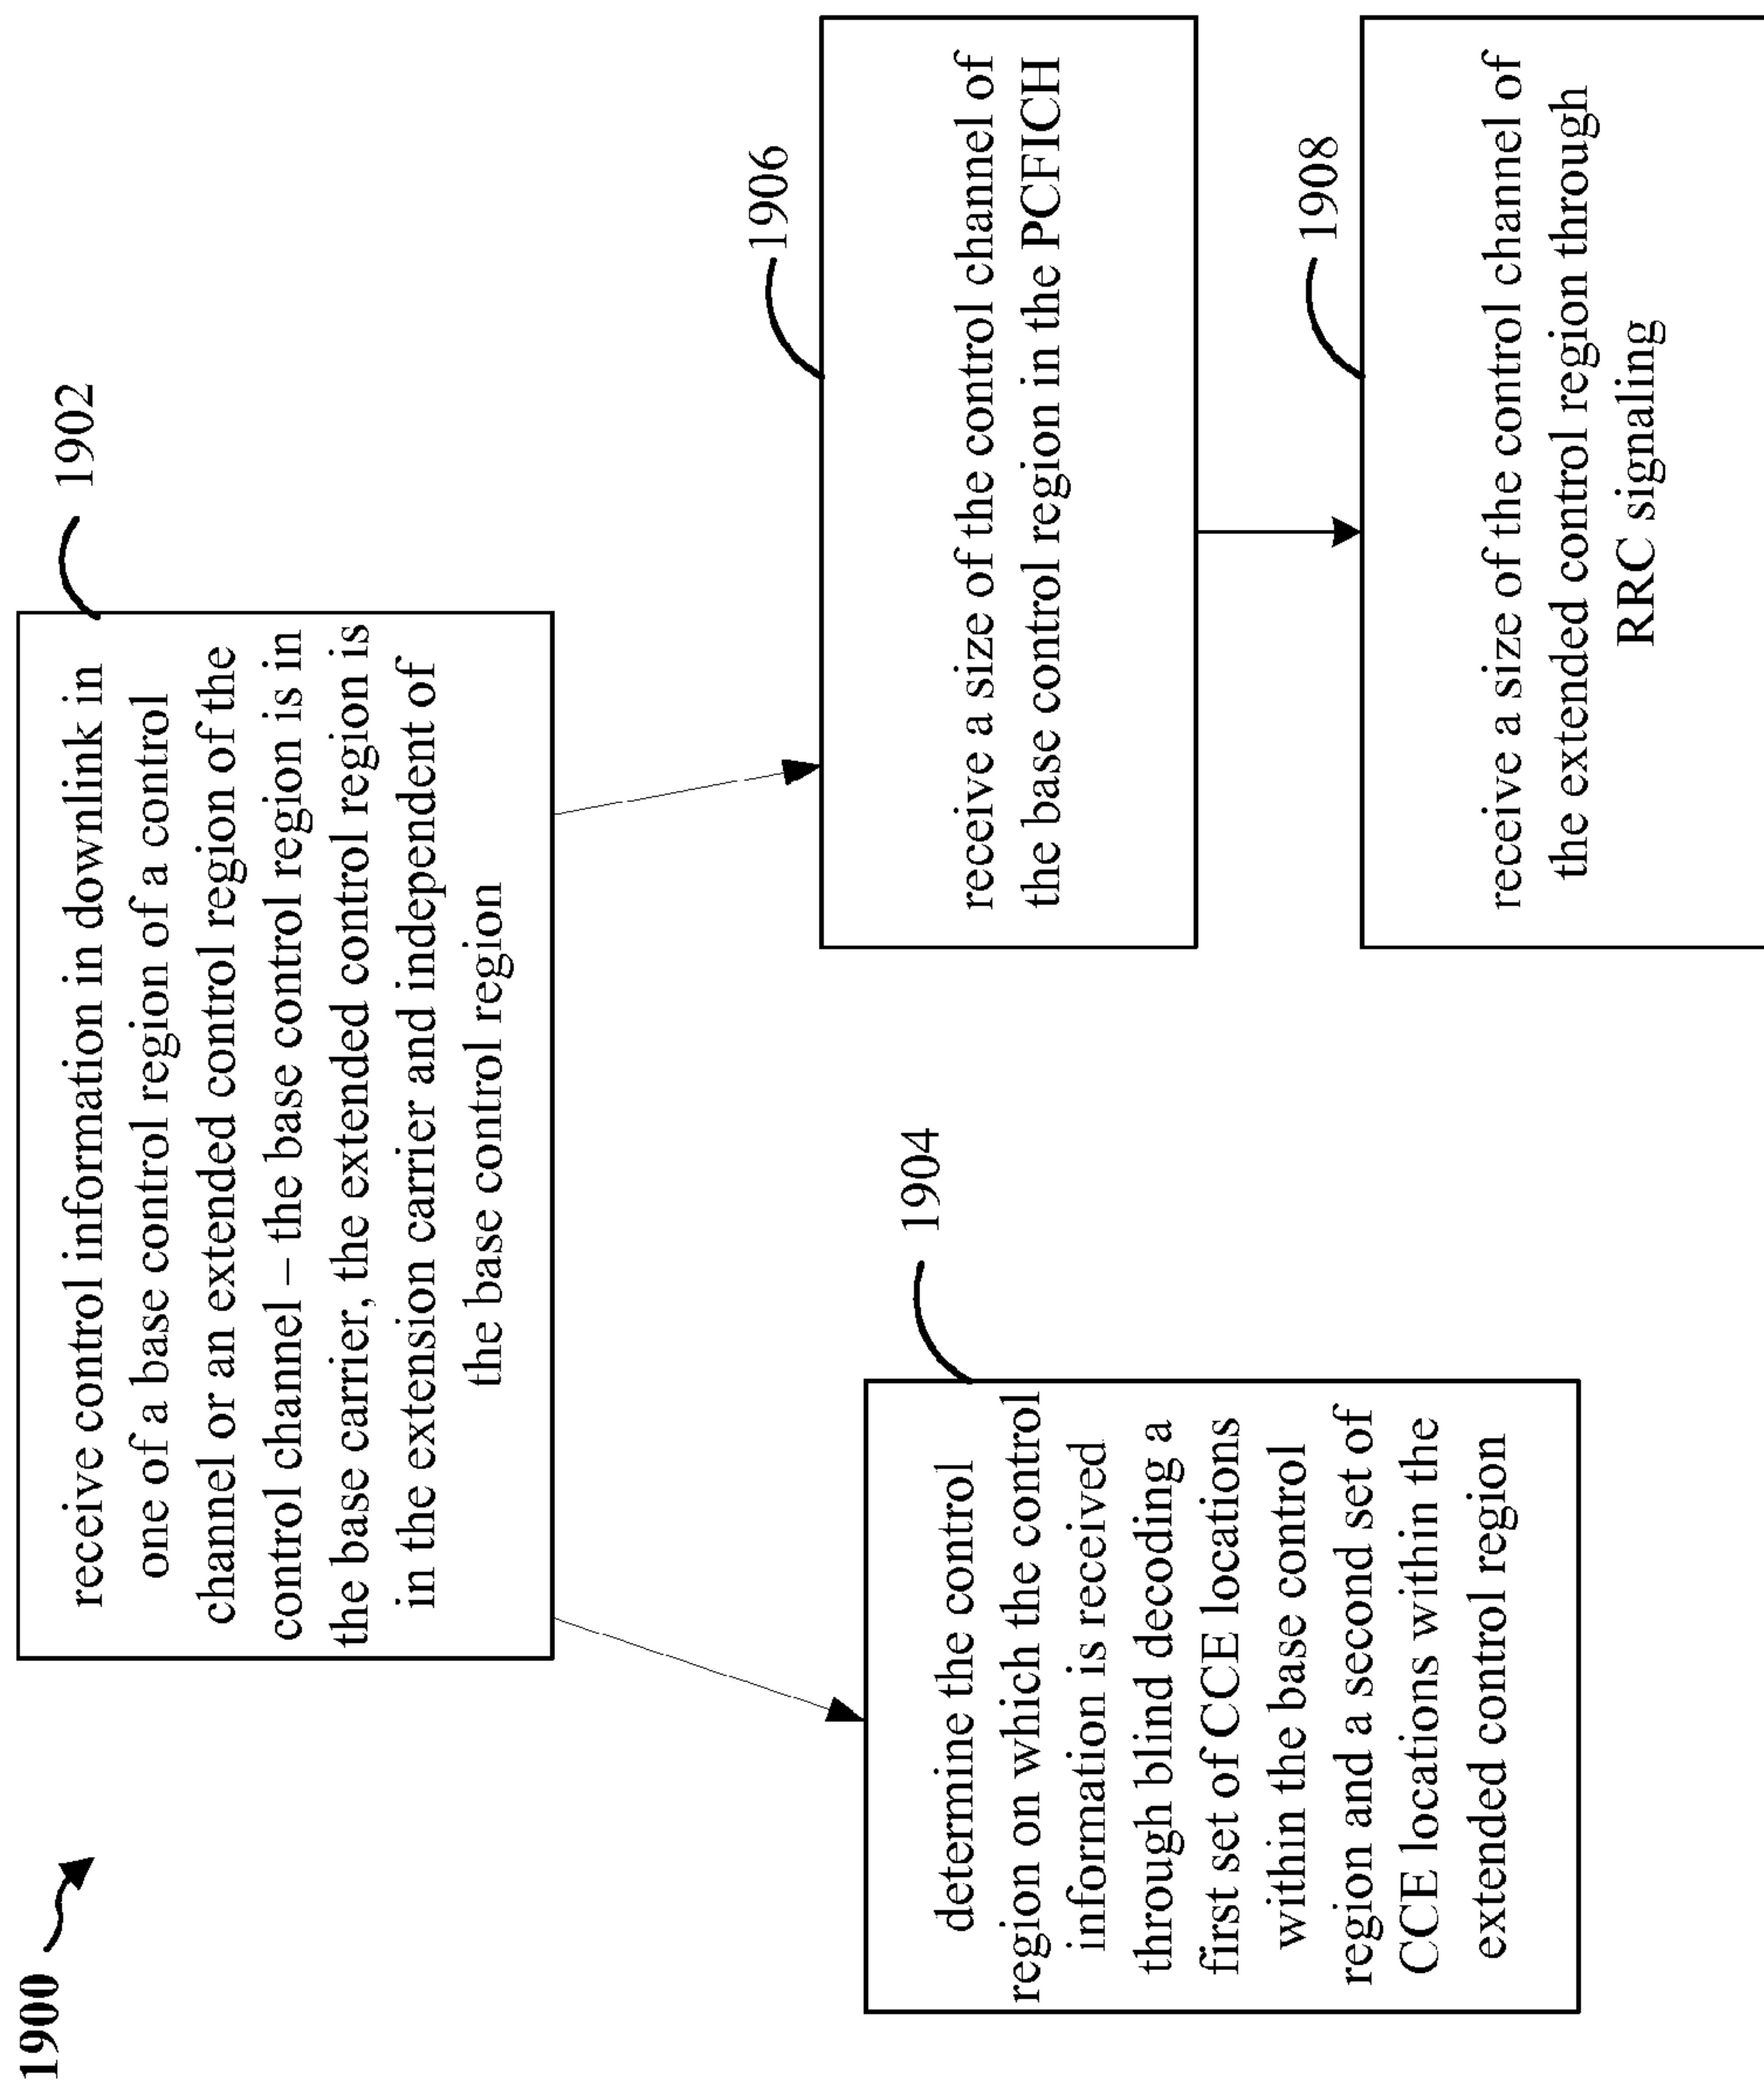 1900
1902
receive control information in downlink in
one of a base control region of a control
channel or an extended control region of the
control channel – the base control region is in
the base carrier, the extended control region is
in the extension carrier and independent of
the base control region
1904
determine the control
region on which the control
information is received
through blind decoding a
first set of CCE locations
within the base control
region and a second set of
CCE locations within the
extended control region
1906
receive a size of the control channel of
the base control region in the PCFICH
1908
receive a size of the control channel of
the extended control region through
RRC signaling